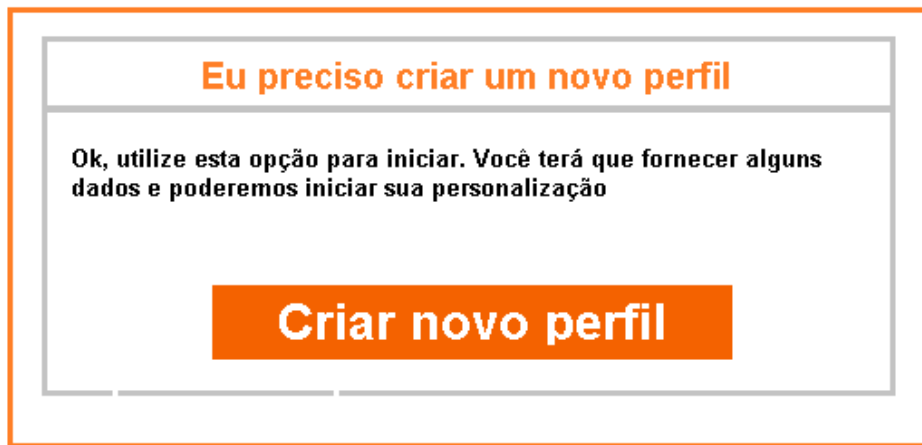 Eu preciso criar um novo perfil
Ok, utilize esta opção para iniciar. Você terá que fornecer alguns
dados e poderemos iniciar sua personalização
Criar novo perfil